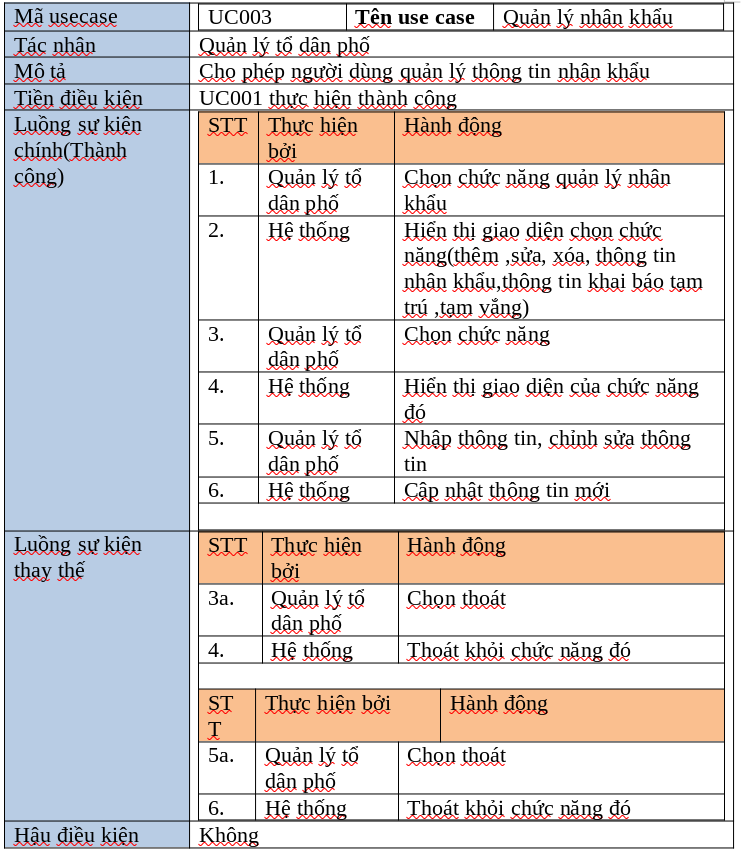 Mã usecase UC003 Tên use case Quản lý nhân khẩu
Tác nhân Quản lý tổ dân phố
Mô tả Cho phép người dùng quản lý thông tin nhân khẩu
Tiền điều kiện UC001 thực hiện thành công
Luồng sự kiện
chính(Thành
công)
STT Thực hiện
bởi
Hành động
1. Quản lý tổ
dân phố
Chọn chức năng quản lý nhân
khẩu
2. Hệ thống Hiển thị giao diện chọn chức
năng(thêm ,sửa, xóa, thông tin
nhân khẩu,thông tin khai báo tạm
trú ,tạm vắng)
3. Quản lý tổ
dân phố
Chọn chức năng
4. Hệ thống Hiển thị giao diện của chức năng
đó
5. Quản lý tổ
dân phố
Nhập thông tin, chỉnh sửa thông
tin
6. Hệ thống Cập nhật thông tin mới
Luồng sự kiện
thay thế
STT Thực hiện
bởi
Hành động
3a. Quản lý tổ
dân phố
Chọn thoát
4. Hệ thống Thoát khỏi chức năng đó
ST
T
Thực hiện bởi Hành động
5a. Quản lý tổ
dân phố
Chọn thoát
6. Hệ thống Thoát khỏi chức năng đó
Hậu điều kiện Không